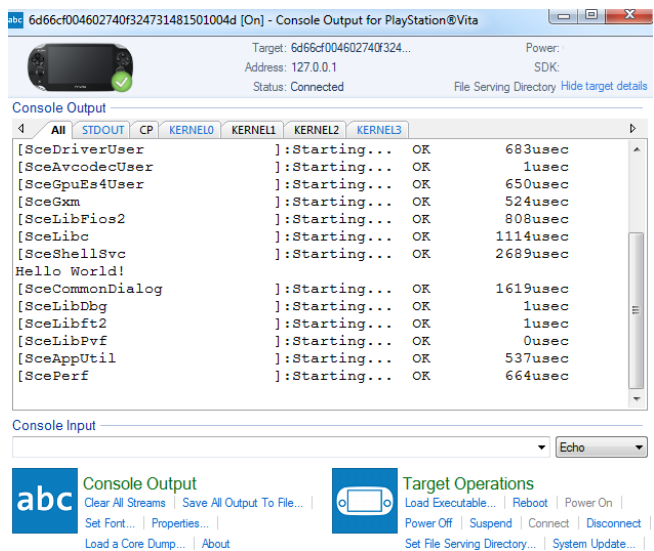 abc 6d66cf004602740f324731481501004d [On] - Console Output for PlayStation®Vita
Target: 6d66cf004602740f324...
Power:
Address: 127.0.0.1
SDK:
Status: Connected
File Serving Directory Hide target details
Console Output
All STDOUT CP KERNEL0 KERNEL1 KERNEL2 KERNEL3
[SceDriverUser ]:Starting... OK 683usec
[SceAvcodecUser ]:Starting... OK 1usec
[SceGpuEs4User ]:Starting... OK 650usec
[SceGxm ]:Starting... OK 524usec
[SceLibFios2 ]:Starting... OK 808usec
[SceLibc ]:Starting... OK 1114usec
[SceShellSvc ]:Starting... OK 2689usec
Hello World!
[SceCommonDialog ]:Starting... OK 1619usec
[SceLibDbg ]:Starting... OK 1usec
[SceLibft2 ]:Starting... OK 1usec
[SceLibPvf ]:Starting... OK 0usec
[SceAppUtil ]:Starting... OK 537usec
[ScePerf ]:Starting... OK 664usec
Console Input
Echo
abc
Console Output
Clear All Streams | Save All Output To File... |
Set Font... | Properties... |
Load a Core Dump... | About
Target Operations
Load Executable... | Reboot | Power On |
Power Off | Suspend | Connect | Disconnect |
Set File Serving Directory... | System Update... |